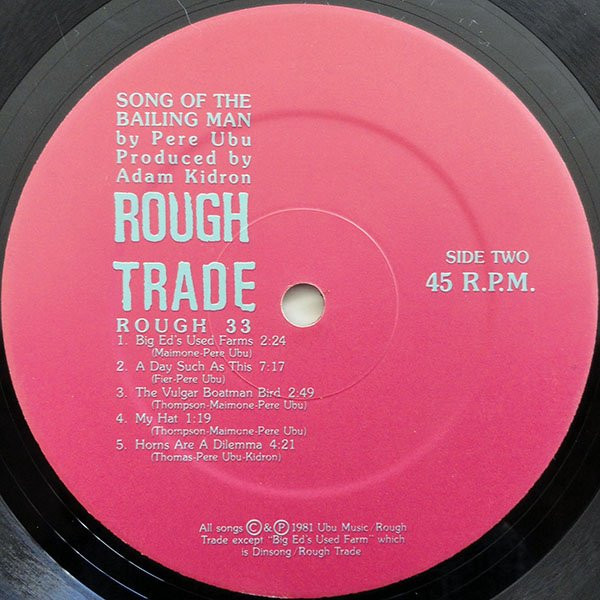 SONG OF THE
BAILING MAN
by Pere Ubu
Produced by
Adam Kidron
ROUGH
TRADE
ROUGH 33
SIDE TWO
45 R.P.M.
1. Big Ed's Used Farms 2:24
(Maimone-Pere Ubu)
2. A Day Such As This 7:17
(Fier-Pere Ubu)
3. The Vulgar Boatman Bird 2:49
(Thompson-Maimone-Pere Ubu)
4. My Hat 1:19
(Thompson-Maimone-Pere Ubu)
5. Horns Are A Dilemma 4:21
(Thomas-Pere Ubu-Kidron)
All songs © & ℗ 1981 Ubu Music/Rough
Trade except "Big Ed's Used Farm" which
is Dinsong/Rough Trade